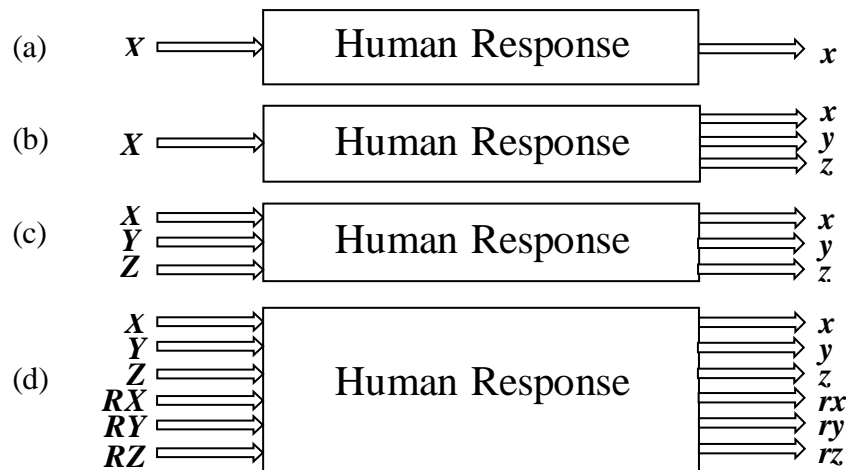 (a) X Human Response x
(b) X Human Response x
y
z
(c) X Human Response x
Y y
Z z
(d) X Human Response x
Y y
Z z
RX rx
RY ry
RZ rz